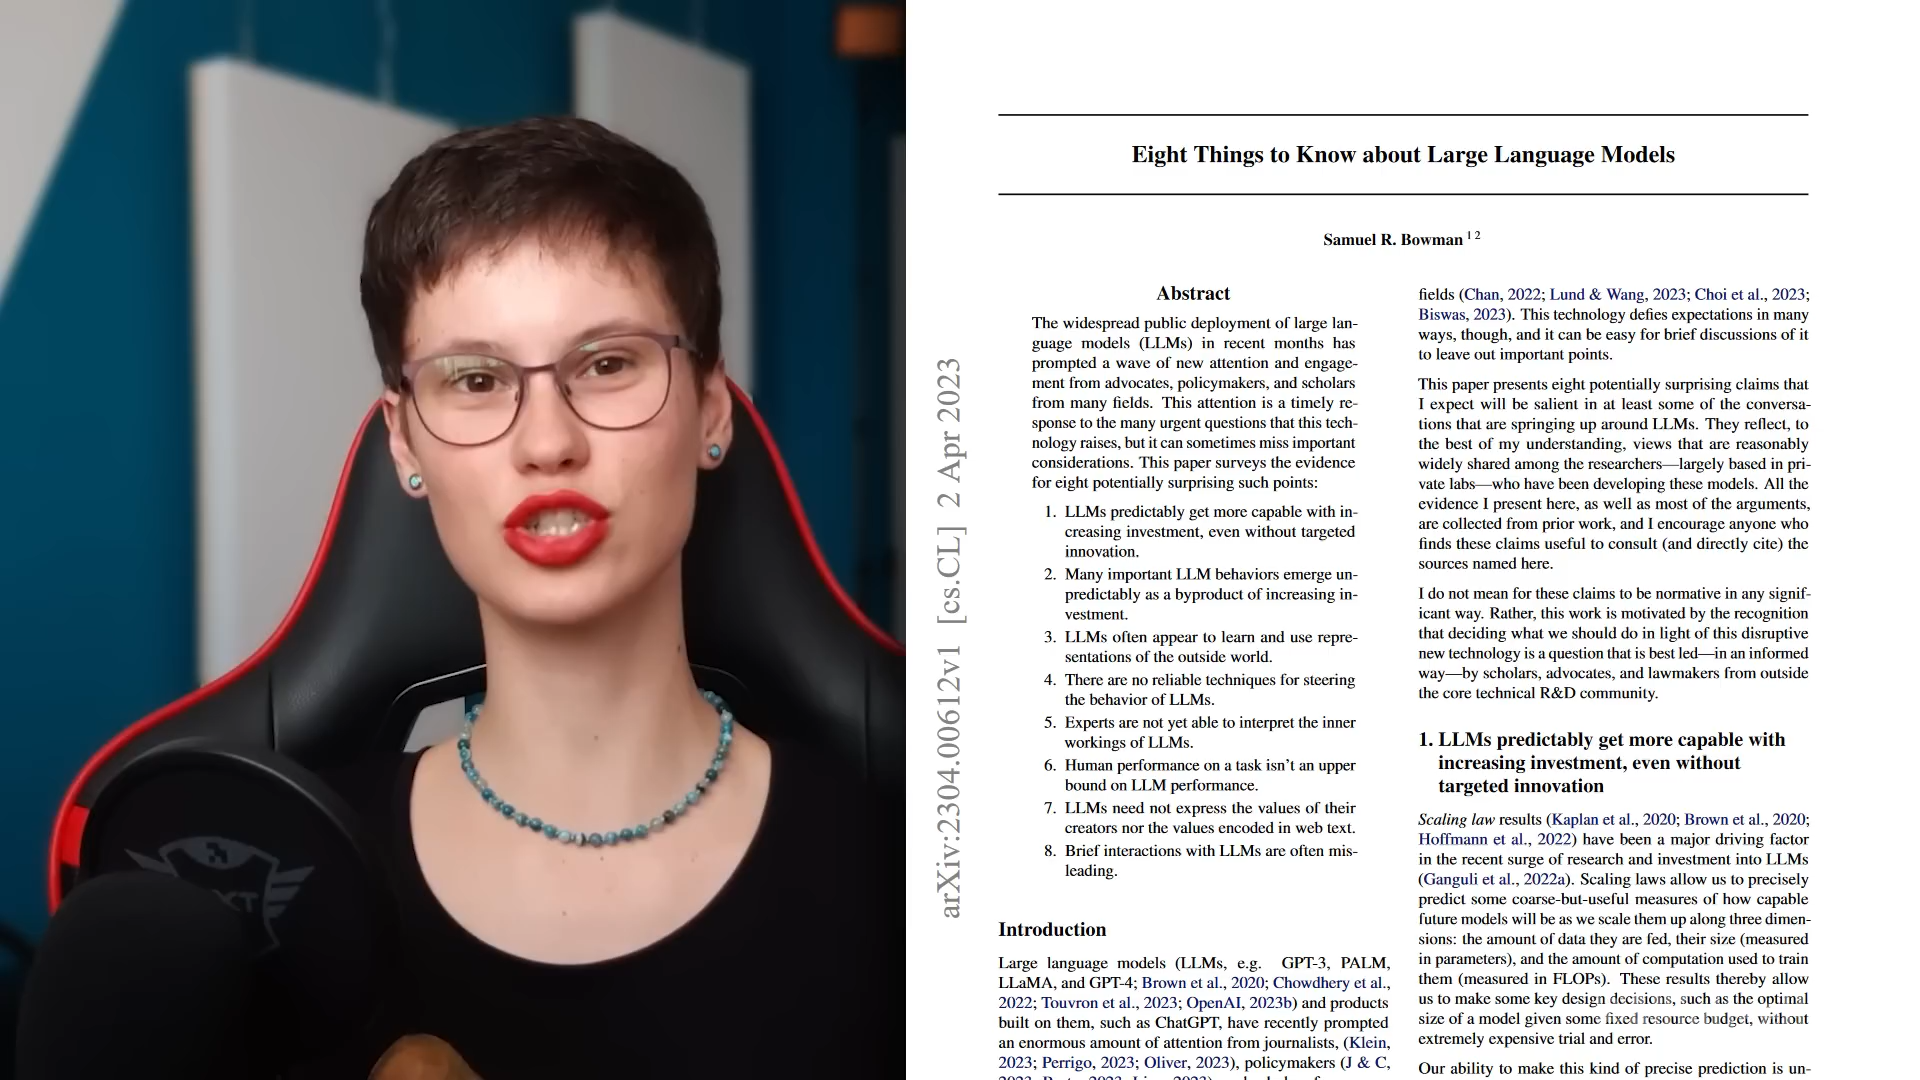 Eight Things to Know about Large Language Models
Samuel R. Bowman 1 2
arXiv:2304.00612v1 [cs.CL] 2 Apr 2023
Abstract
The widespread public deployment of large lan-
guage models (LLMs) in recent months has
prompted a wave of new attention and engage-
ment from advocates, policymakers, and scholars
from many fields. This attention is a timely re-
sponse to the many urgent questions that this tech-
nology raises, but it can sometimes miss important
considerations. This paper surveys the evidence
for eight potentially surprising such points:
1. LLMs predictably get more capable with in-
creasing investment, even without targeted
innovation.
2. Many important LLM behaviors emerge un-
predictably as a byproduct of increasing in-
vestment.
3. LLMs often appear to learn and use repre-
sentations of the outside world.
4. There are no reliable techniques for steering
the behavior of LLMs.
5. Experts are not yet able to interpret the inner
workings of LLMs.
6. Human performance on a task isn't an upper
bound on LLM performance.
7. LLMs need not express the values of their
creators nor the values encoded in web text.
8. Brief interactions with LLMs are often mis-
leading.
Introduction
Large language models (LLMs, e.g. GPT-3, PALM,
LLaMA, and GPT-4; Brown et al., 2020; Chowdhery et al.,
2022; Touvron et al., 2023; OpenAI, 2023b) and products
built on them, such as ChatGPT, have recently prompted
an enormous amount of attention from journalists, (Klein,
2023; Perrigo, 2023; Oliver, 2023), policymakers (J & C,
fields (Chan, 2022; Lund & Wang, 2023; Choi et al., 2023;
Biswas, 2023). This technology defies expectations in many
ways, though, and it can be easy for brief discussions of it
to leave out important points.
This paper presents eight potentially surprising claims that
I expect will be salient in at least some of the conversa-
tions that are springing up around LLMs. They reflect, to
the best of my understanding, views that are reasonably
widely shared among the researchers—largely based in pri-
vate labs—who have been developing these models. All the
evidence I present here, as well as most of the arguments,
are collected from prior work, and I encourage anyone who
finds these claims useful to consult (and directly cite) the
sources named here.
I do not mean for these claims to be normative in any signif-
icant way. Rather, this work is motivated by the recognition
that deciding what we should do in light of this disruptive
new technology is a question that is best led—in an informed
way—by scholars, advocates, and lawmakers from outside
the core technical R&D community.
1. LLMs predictably get more capable with
increasing investment, even without
targeted innovation
Scaling law results (Kaplan et al., 2020; Brown et al., 2020;
Hoffmann et al., 2022) have been a major driving factor
in the recent surge of research and investment into LLMs
(Ganguli et al., 2022a). Scaling laws allow us to precisely
predict some coarse-but-useful measures of how capable
future models will be as we scale them up along three dimen-
sions: the amount of data they are fed, their size (measured
in parameters), and the amount of computation used to train
them (measured in FLOPs). These results thereby allow
us to make some key design decisions, such as the optimal
size of a model given some fixed resource budget, without
extremely expensive trial and error.
Our ability to make this kind of precise prediction is un-